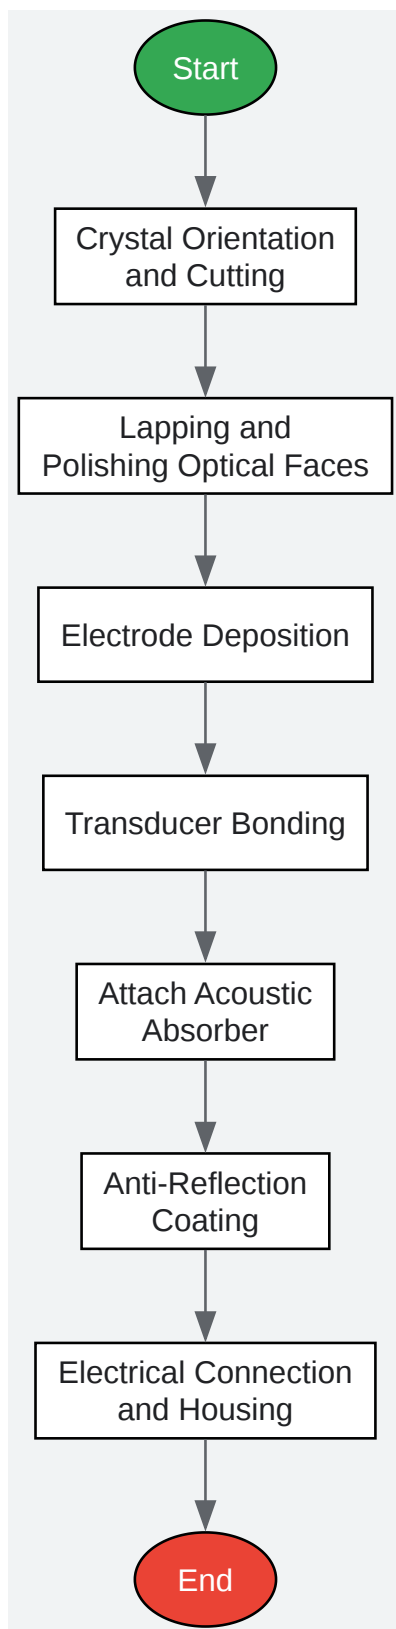 Start
Crystal Orientation
and Cutting
Lapping and
Polishing Optical Faces
Electrode Deposition
Transducer Bonding
Attach Acoustic
Absorber
Anti-Reflection
Coating
Electrical Connection
and Housing
End